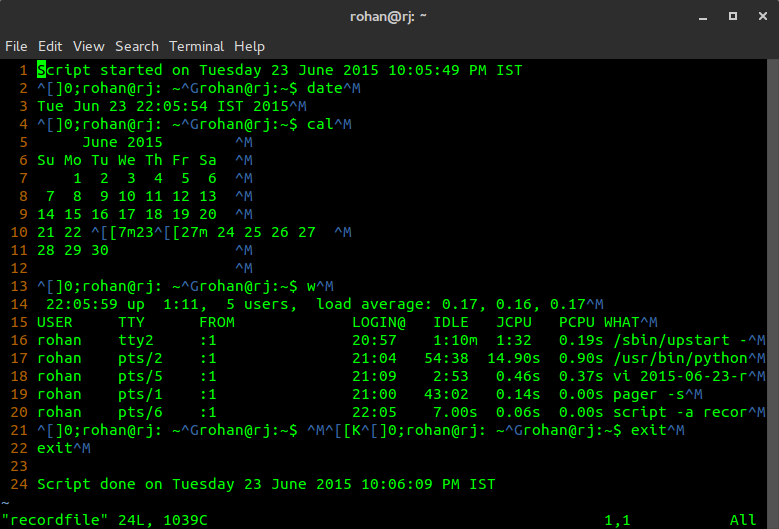 rohan@rj: ~
File Edit View Search Terminal Help
1 Script started on Tuesday 23 June 2015 10:05:49 PM IST
2 ^[]0;rohan@rj: ~^Grohan@rj:~$ date^M
3 Tue Jun 23 22:05:54 IST 2015^M
4 ^[]0;rohan@rj: ~^Grohan@rj:~$ cal^M
5      June 2015        ^M
6 Su Mo Tu We Th Fr Sa  ^M
7     1  2  3  4  5  6  ^M
8  7  8  9 10 11 12 13  ^M
9 14 15 16 17 18 19 20  ^M
10 21 22 ^[[7m23^[[27m 24 25 26 27  ^M
11 28 29 30              ^M
12                       ^M
13 ^[]0;rohan@rj: ~^Grohan@rj:~$ w^M
14  22:05:59 up  1:11,  5 users,  load average: 0.17, 0.16, 0.17^M
15 USER     TTY      FROM             LOGIN@   IDLE   JCPU   PCPU WHAT^M
16 rohan    tty2     :1               20:57    1:10m  1:32   0.19s /sbin/upstart -^M
17 rohan    pts/2    :1               21:04   54:38  14.90s  0.90s /usr/bin/python^M
18 rohan    pts/5    :1               21:09    2:53   0.46s  0.37s vi 2015-06-23-r^M
19 rohan    pts/1    :1               21:00   43:02   0.14s  0.00s pager -s^M
20 rohan    pts/6    :1               22:05    7.00s  0.06s  0.00s script -a recor^M
21 ^[]0;rohan@rj: ~^Grohan@rj:~$ ^M^[[K^[]0;rohan@rj: ~^Grohan@rj:~$ exit^M
22 exit^M
23
24 Script done on Tuesday 23 June 2015 10:06:09 PM IST
~
"recordfile" 24L, 1039C 1,1 All